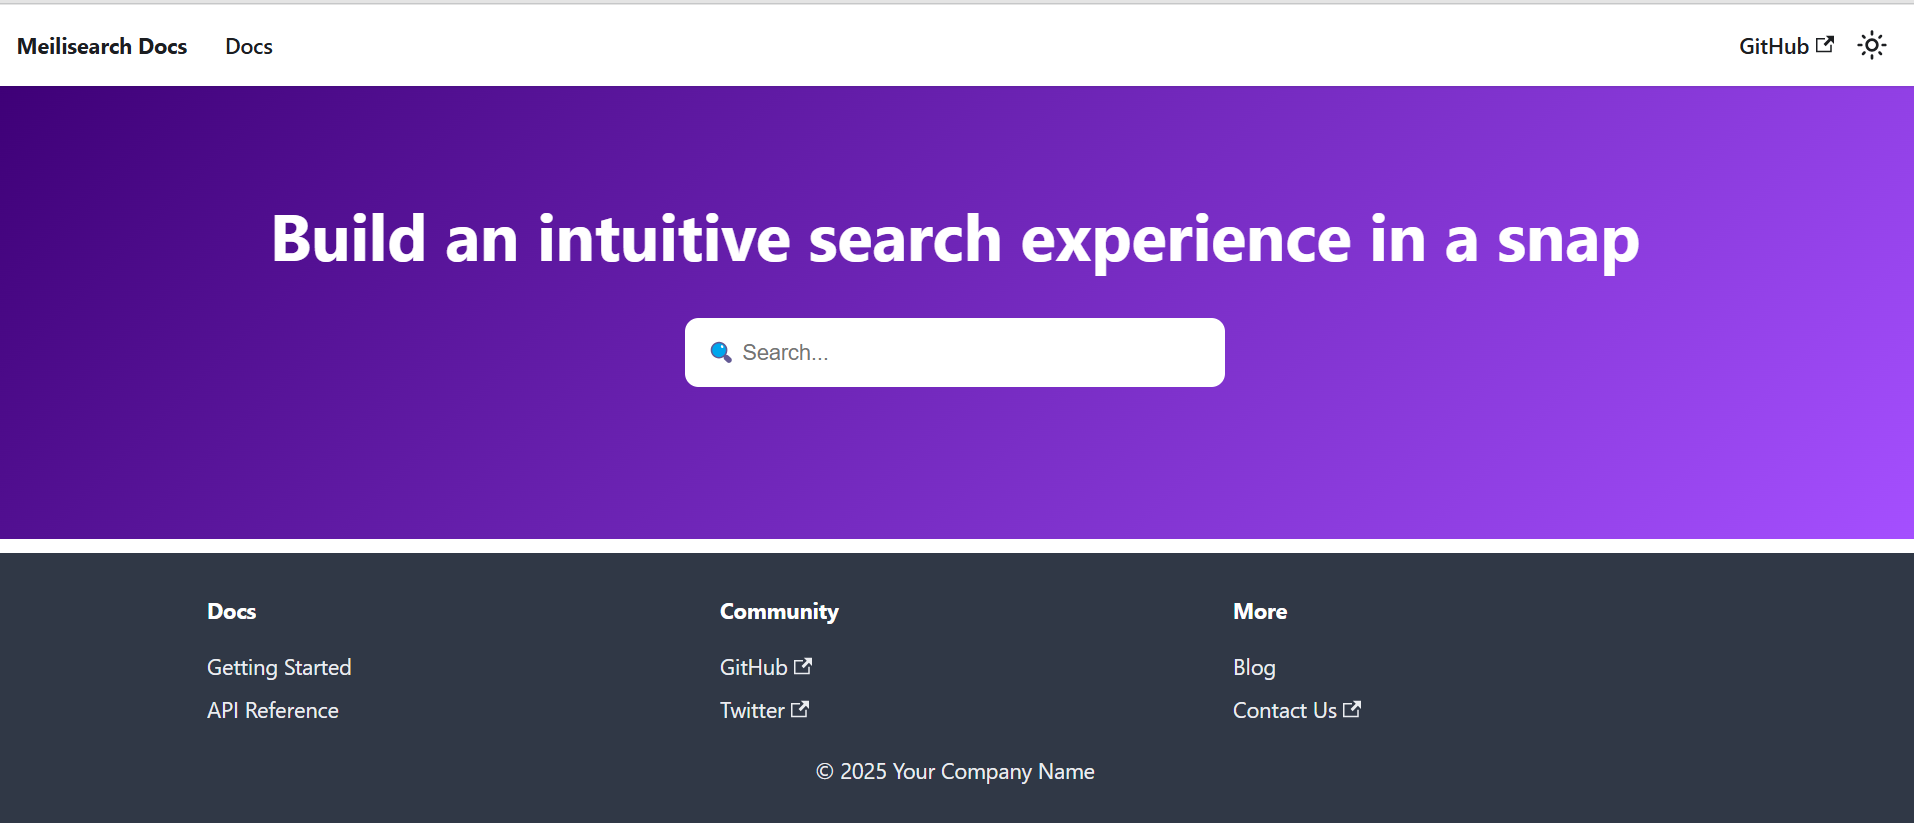 Meilisearch Docs Docs GitHub
Build an intuitive search experience in a snap
Search...
Docs Community More
Getting Started GitHub Blog
API Reference Twitter Contact Us
© 2025 Your Company Name